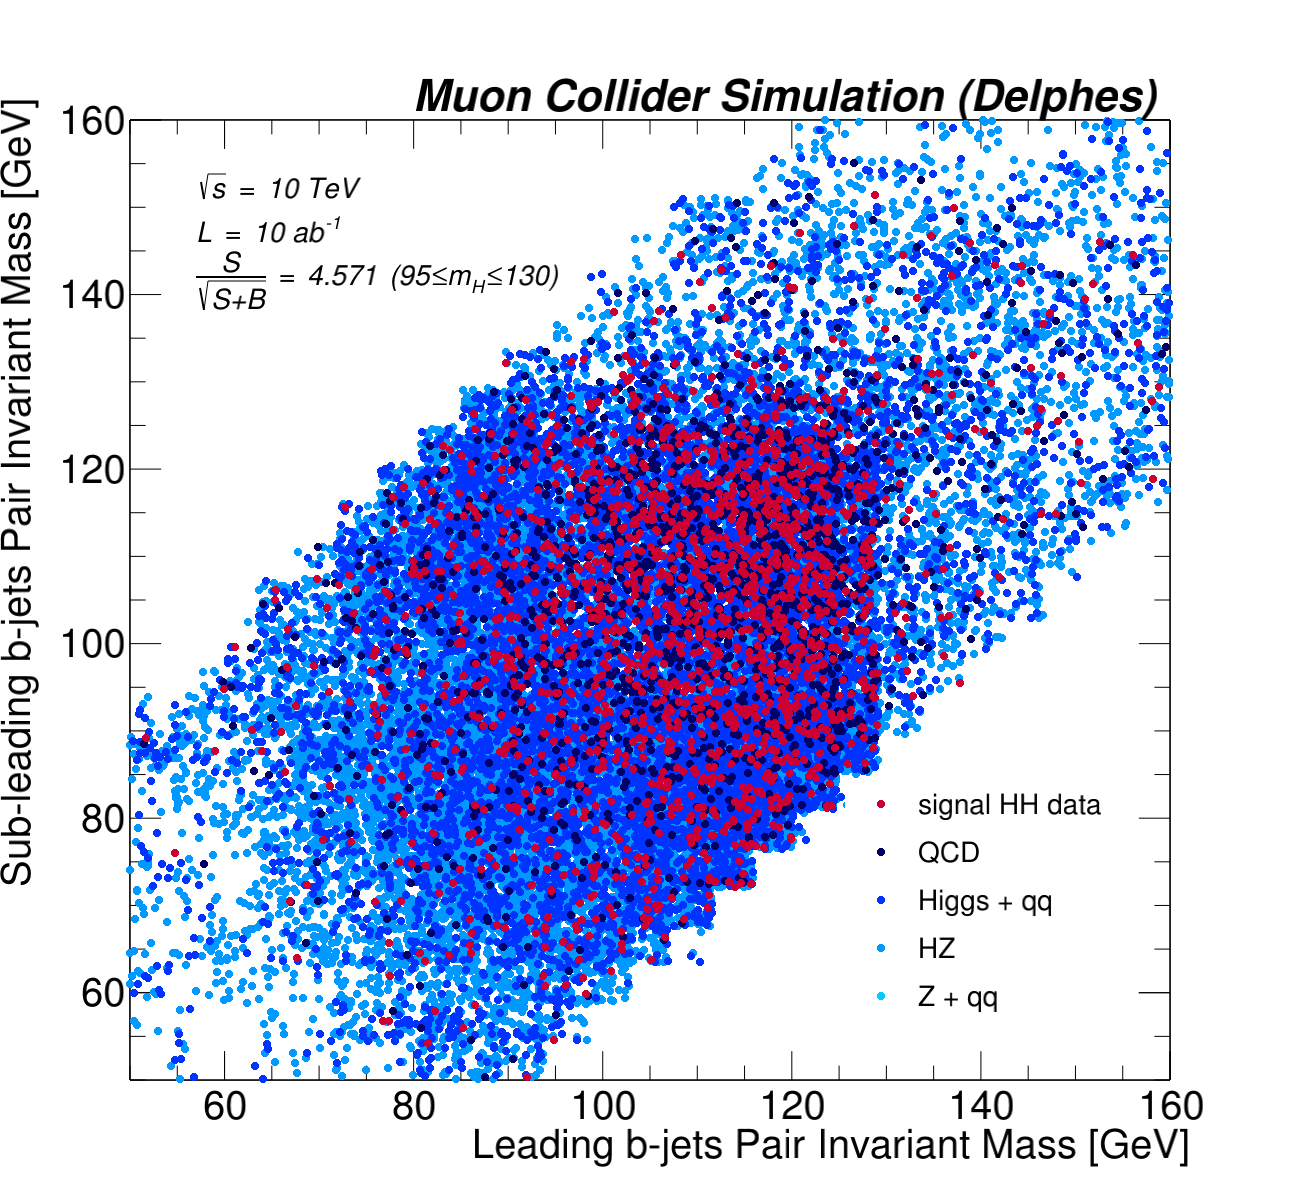 Muon Collider Simulation (Delphes)
Sub-leading b-jets Pair Invariant Mass [GeV]
160
140
120
100
80
60
√s = 10 TeV
L = 10 ab⁻¹
S/√S+B = 4.571 (95≤m_H≤130)
signal HH data
QCD
Higgs + qq
HZ
Z + qq
60 80 100 120 140 160
Leading b-jets Pair Invariant Mass [GeV]